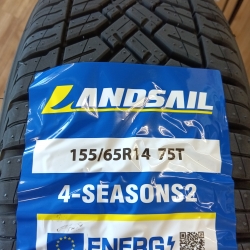 LANDSAIL
155/65R14 75T
4-SEASONS2
ENERG